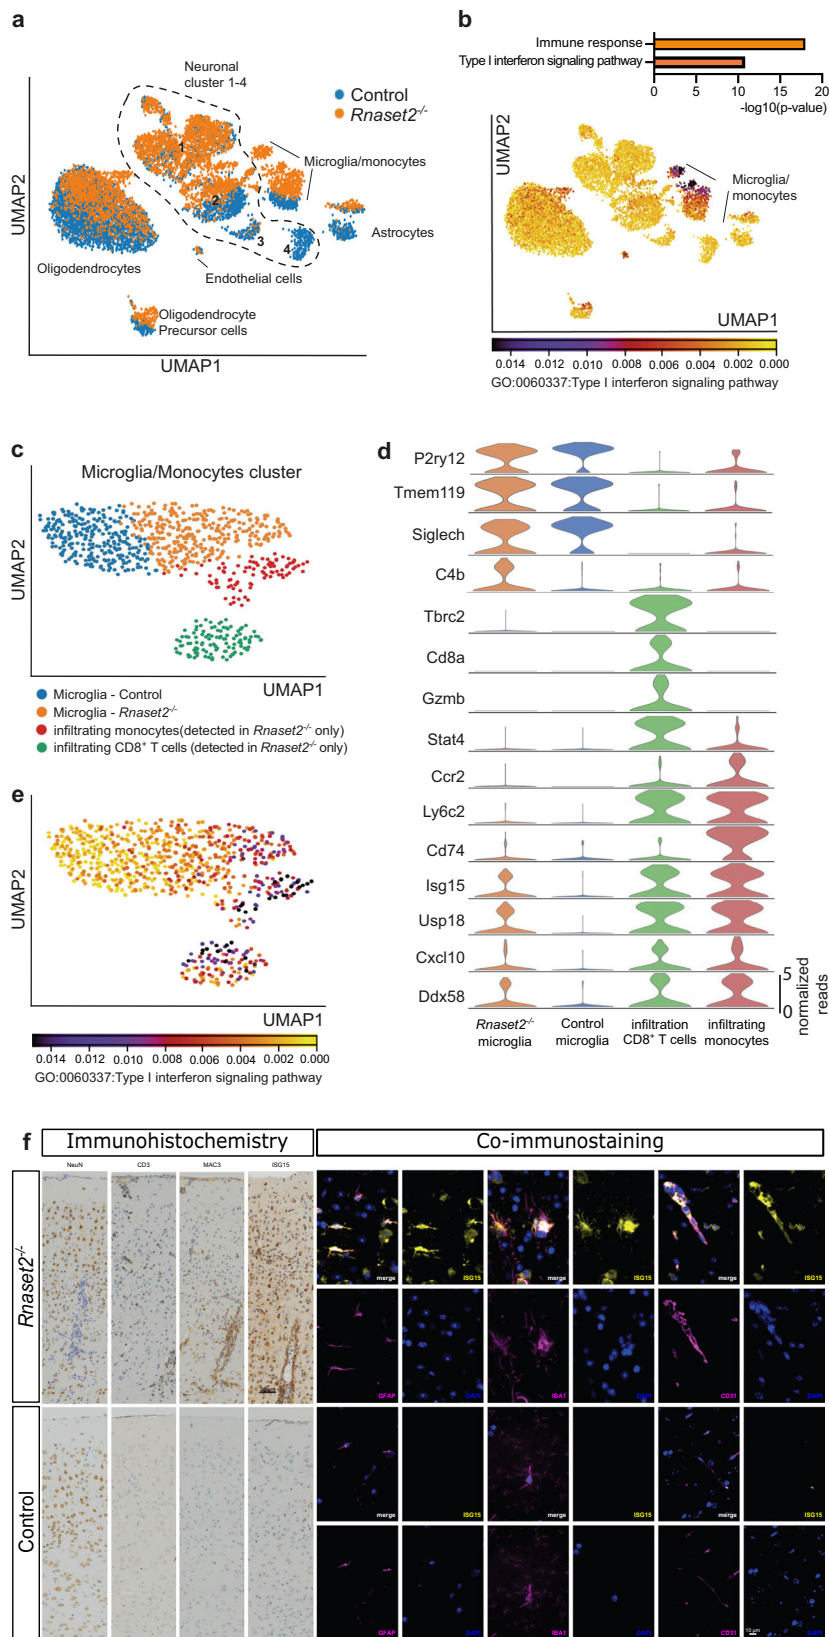 a
Neuronal
cluster 1-4
Control
Rnaset2-/-
1
2
3
4
Microglia/monocytes
Astrocytes
Oligodendrocytes
Endothelial cells
Oligodendrocyte
Precursor cells
UMAP2
UMAP1
b
Immune response
Type I interferon signaling pathway
0 5 10 15 20
-log10(p-value)
UMAP2
Microglia/
monocytes
UMAP1
0.014 0.012 0.010 0.008 0.006 0.004 0.002 0.000
GO:0060337:Type I interferon signaling pathway
c
Microglia/Monocytes cluster
UMAP2
UMAP1
Microglia - Control
Microglia - Rnaset2-/-
infiltrating monocytes(detected in Rnaset2-/- only)
infiltrating CD8+ T cells (detected in Rnaset2-/- only)
d
P2ry12
Tmem119
Siglech
C4b
Tbrc2
Cd8a
Gzmb
Stat4
Ccr2
Ly6c2
Cd74
Isg15
Usp18
Cxcl10
Ddx58
5
0
normalized
reads
Rnaset2-/-
microglia
Control
microglia
infiltration
CD8+ T cells
infiltrating
monocytes
e
UMAP2
UMAP1
0.014 0.012 0.010 0.008 0.006 0.004 0.002 0.000
GO:0060337:Type I interferon signaling pathway
f
Immunohistochemistry
Co-immunostaining
NeuN CD3 MAC3 ISG15
Rnaset2-/-
merge ISG15 merge ISG15 merge ISG15
GFAP DAPI IBA1 DAPI CD31 DAPI
Control
merge ISG15 merge ISG15 merge ISG15
GFAP DAPI IBA1 DAPI CD31 10 µm DAPI